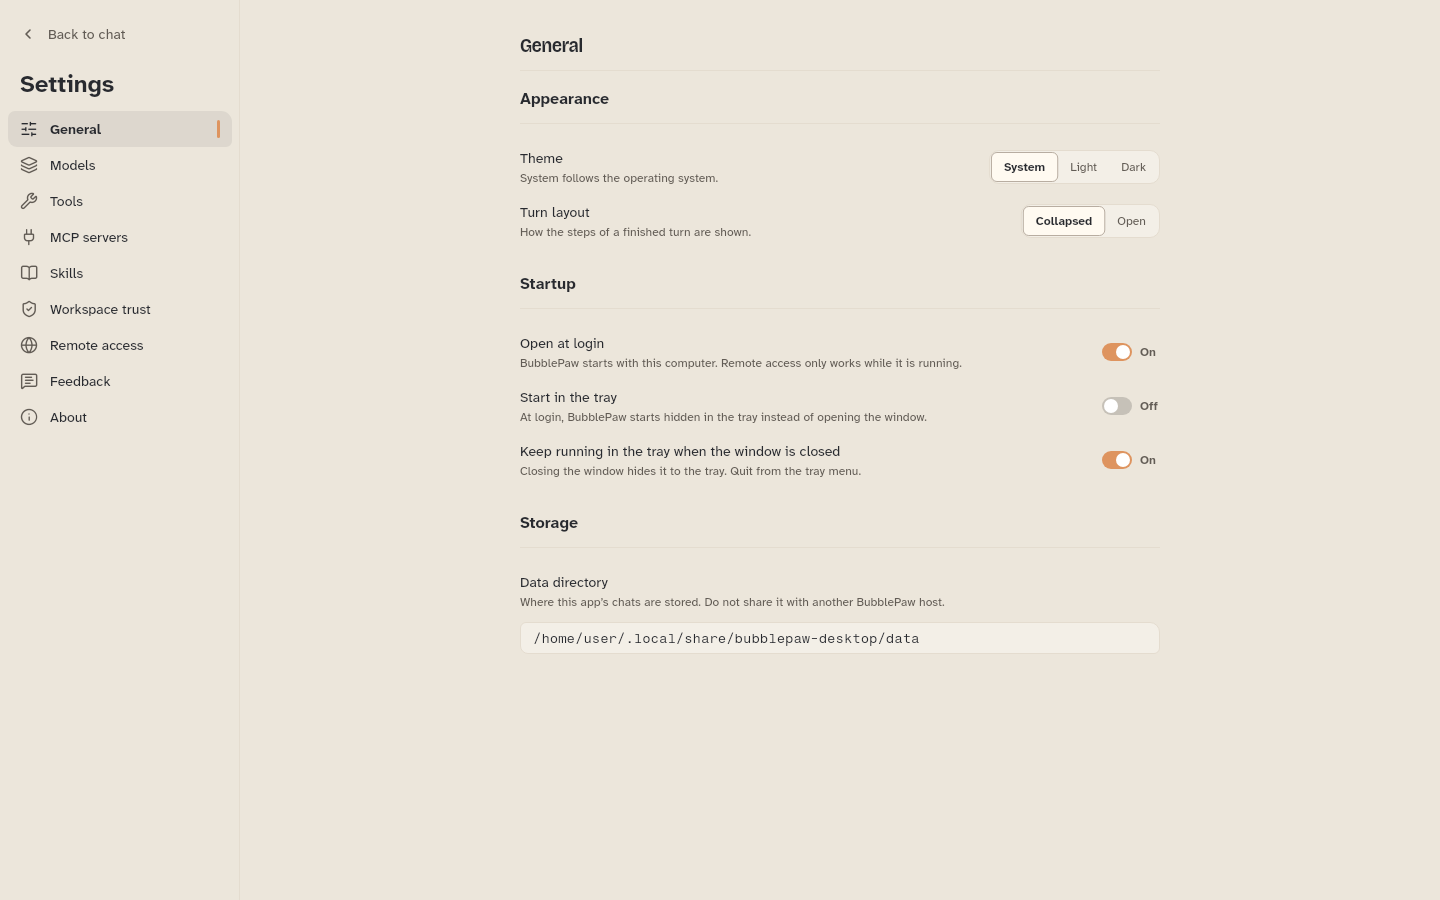 Back to chat
Settings
General
Models
Tools
MCP servers
Skills
Workspace trust
Remote access
Feedback
About
General
Appearance
Theme
System follows the operating system.
System Light Dark
Turn layout
How the steps of a finished turn are shown.
Collapsed Open
Startup
Open at login
BubblePaw starts with this computer. Remote access only works while it is running.
On
Start in the tray
At login, BubblePaw starts hidden in the tray instead of opening the window.
Off
Keep running in the tray when the window is closed
Closing the window hides it to the tray. Quit from the tray menu.
On
Storage
Data directory
Where this app's chats are stored. Do not share it with another BubblePaw host.
/home/user/.local/share/bubblepaw-desktop/data